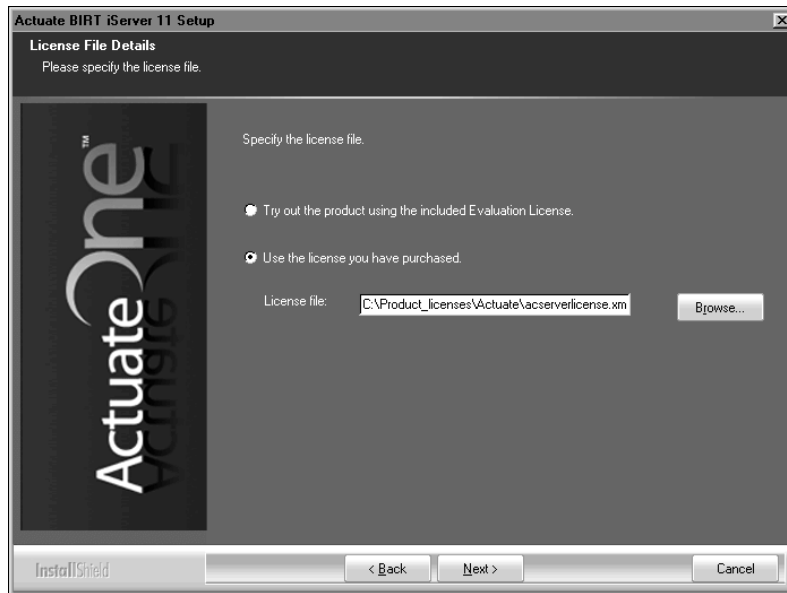 Actuate BIRT iServer 11 Setup
License File Details
Please specify the license file.
ActuateOne™
Specify the license file.
Try out the product using the included Evaluation License.
Use the license you have purchased.
License file: C:\Product_licenses\Actuate\acserverlicense.xm Browse...
InstallShield
< Back Next > Cancel